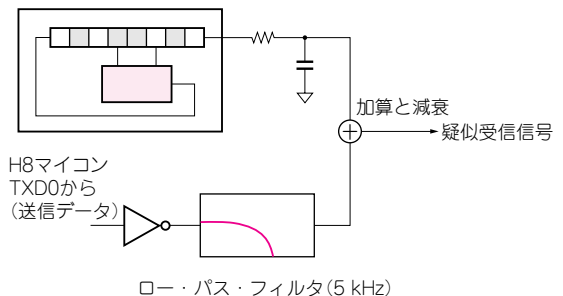 加算と減衰
疑似受信信号
H8マイコン
TXD0から
(送信データ)
ロー・パス・フィルタ(5 kHz)